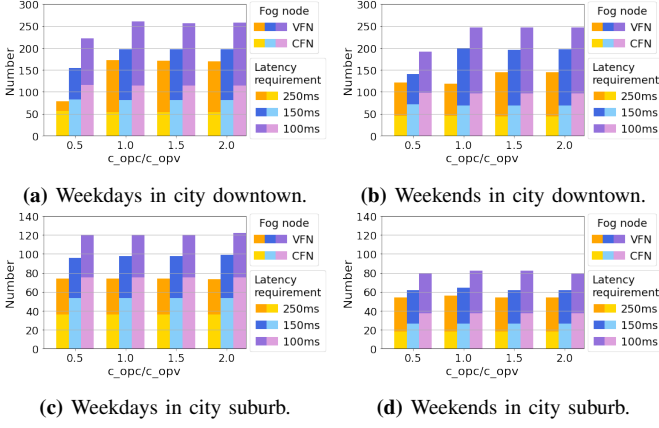 300
250
200
150
100
50
0
Number
0.5 1.0 1.5 2.0
c_opc/c_opv
Fog node
VFN
CFN
Latency
requirement
250ms
150ms
100ms
(a) Weekdays in city downtown.
300
250
200
150
100
50
0
Number
0.5 1.0 1.5 2.0
c_opc/c_opv
Fog node
VFN
CFN
Latency
requirement
250ms
150ms
100ms
(b) Weekends in city downtown.
140
120
100
80
60
40
20
0
Number
0.5 1.0 1.5 2.0
c_opc/c_opv
Fog node
VFN
CFN
Latency
requirement
250ms
150ms
100ms
(c) Weekdays in city suburb.
140
120
100
80
60
40
20
0
Number
0.5 1.0 1.5 2.0
c_opc/c_opv
Fog node
VFN
CFN
Latency
requirement
250ms
150ms
100ms
(d) Weekends in city suburb.